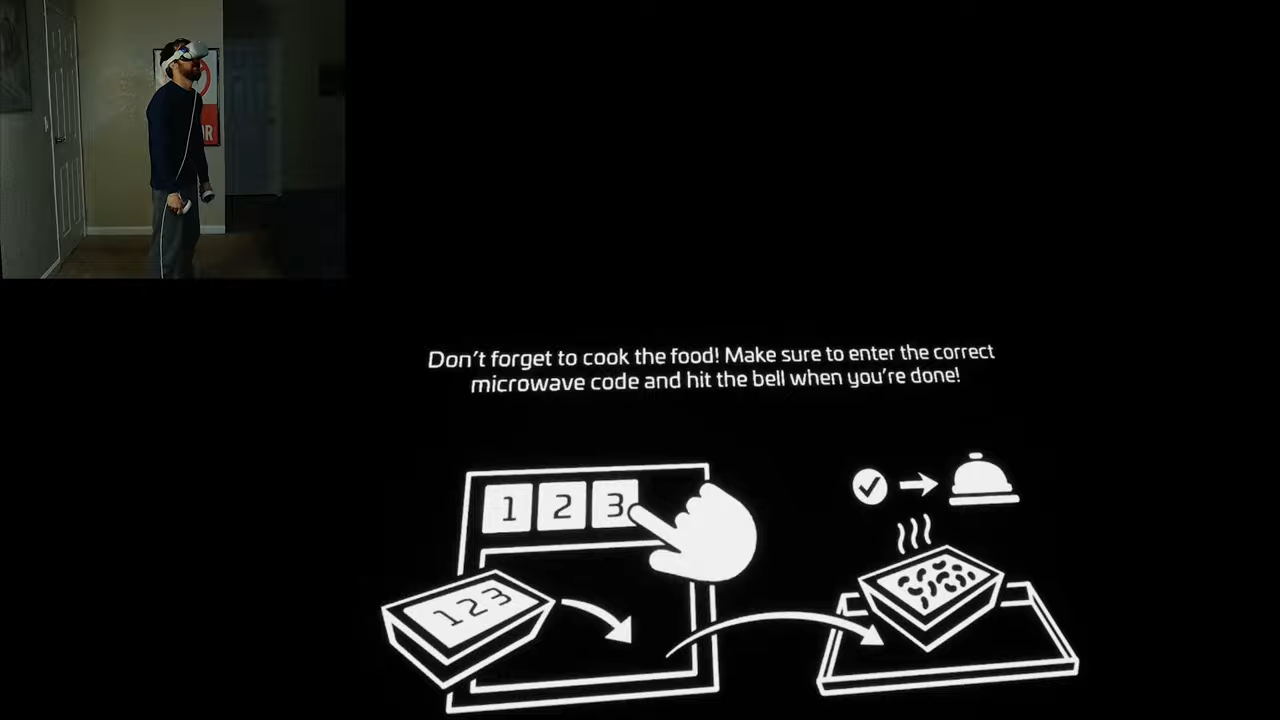 Don't forget to cook the food! Make sure to enter the correct
microwave code and hit the bell when you're done!
1 2 3
123